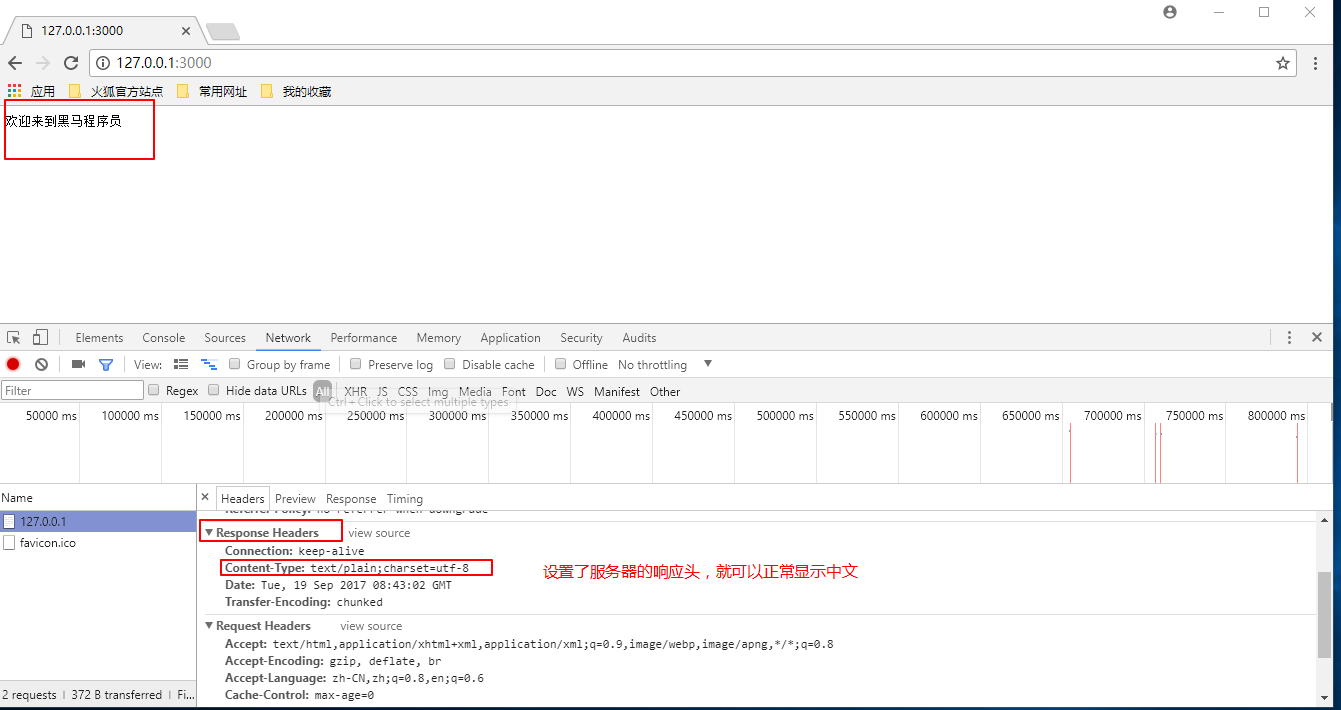 127.0.0.1:3000
127.0.0.1:3000
应用 火狐官方站点 常用网址 我的收藏
欢迎来到黑马程序员
Elements Console Sources Network Performance Memory Application Security Audits
View: Group by frame Preserve log Disable cache Offline No throttling
Filter Regex Hide data URLs All XHR JS CSS Img Media Font Doc WS Manifest Other
Ctrl + Click to select multiple types
50000 ms 100000 ms 150000 ms 200000 ms 250000 ms 300000 ms 350000 ms 400000 ms 450000 ms 500000 ms 550000 ms 600000 ms 650000 ms 700000 ms 750000 ms 800000 ms
Name
127.0.0.1
favicon.ico
2 requests | 372 B transferred | Fi...
Headers Preview Response Timing
Referrer Policy: no-referrer-when-downgrade
Response Headers view source
Connection: keep-alive
Content-Type: text/plain;charset=utf-8
设置了服务器的响应头，就可以正常显示中文
Date: Tue, 19 Sep 2017 08:43:02 GMT
Transfer-Encoding: chunked
Request Headers view source
Accept: text/html,application/xhtml+xml,application/xml;q=0.9,image/webp,image/apng,*/*;q=0.8
Accept-Encoding: gzip, deflate, br
Accept-Language: zh-CN,zh;q=0.8,en;q=0.6
Cache-Control: max-age=0